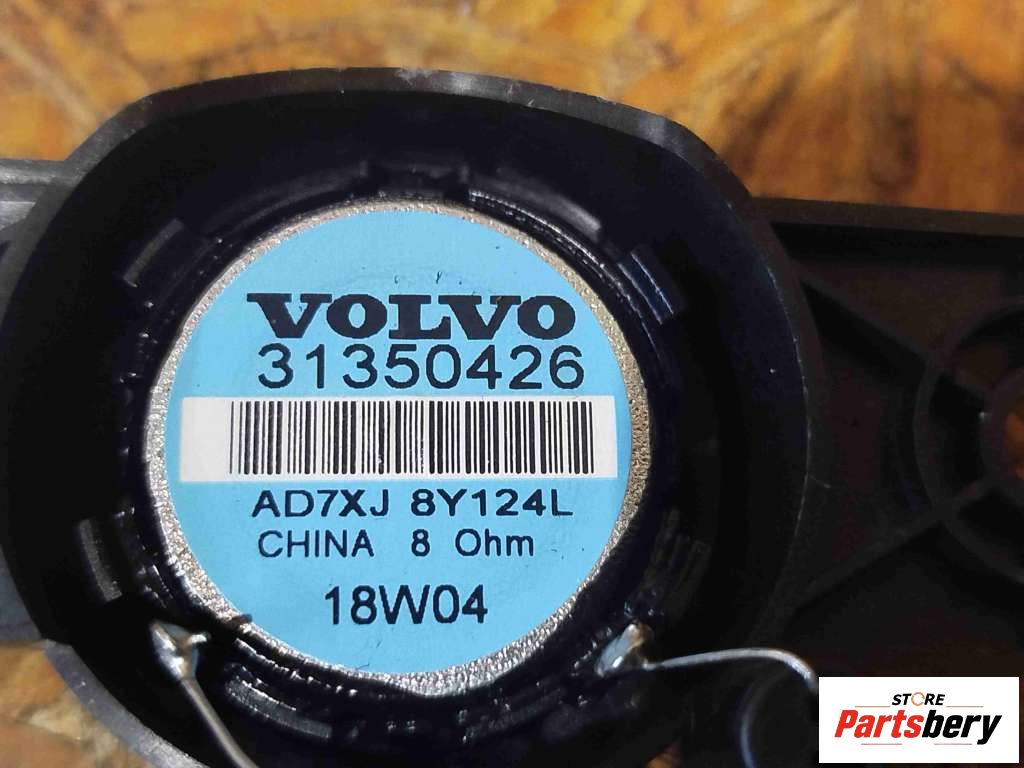 VOLVO
31350426
AD7XJ 8Y124L
CHINA 8 Ohm
18W04
STORE
Partsbery